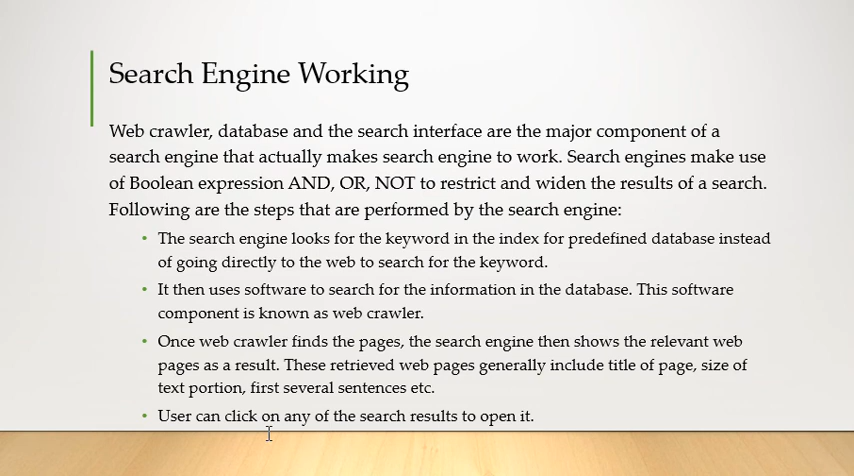 Search Engine Working
Web crawler, database and the search interface are the major component of a
search engine that actually makes search engine to work. Search engines make use
of Boolean expression AND, OR, NOT to restrict and widen the results of a search.
Following are the steps that are performed by the search engine:
• The search engine looks for the keyword in the index for predefined database instead
of going directly to the web to search for the keyword.
• It then uses software to search for the information in the database. This software
component is known as web crawler.
• Once web crawler finds the pages, the search engine then shows the relevant web
pages as a result. These retrieved web pages generally include title of page, size of
text portion, first several sentences etc.
• User can click on any of the search results to open it.